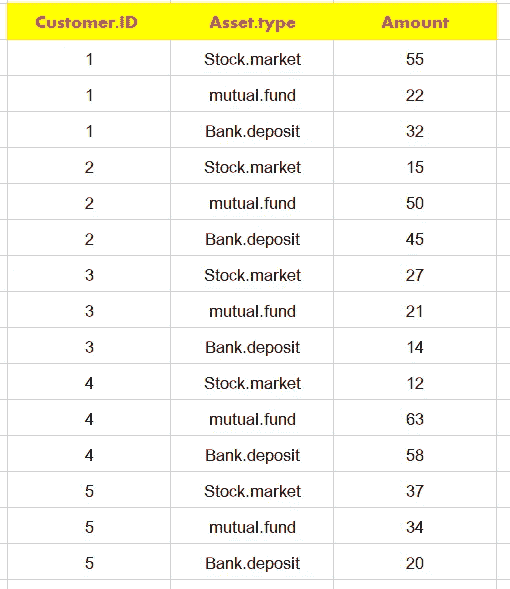 Customer.ID Asset.type Amount
1 Stock.market 55
1 mutual.fund 22
1 Bank.deposit 32
2 Stock.market 15
2 mutual.fund 50
2 Bank.deposit 45
3 Stock.market 27
3 mutual.fund 21
3 Bank.deposit 14
4 Stock.market 12
4 mutual.fund 63
4 Bank.deposit 58
5 Stock.market 37
5 mutual.fund 34
5 Bank.deposit 20